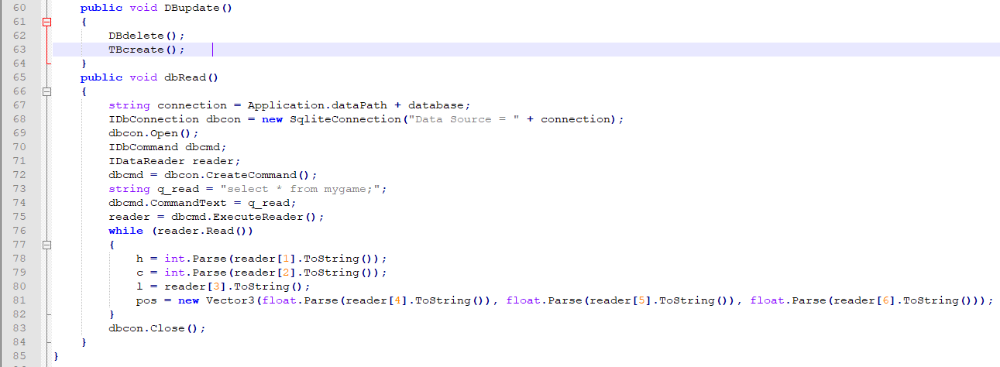 60 public void DBupdate()
61 {
62 DBdelete();
63 TBcreate();
64 }
65 public void dbRead()
66 {
67 string connection = Application.dataPath + database;
68 IDbConnection dbcon = new SqliteConnection("Data Source = " + connection);
69 dbcon.Open();
70 IDbCommand dbcmd;
71 IDataReader reader;
72 dbcmd = dbcon.CreateCommand();
73 string q_read = "select * from mygame;";
74 dbcmd.CommandText = q_read;
75 reader = dbcmd.ExecuteReader();
76 while (reader.Read())
77 {
78 h = int.Parse(reader[1].ToString());
79 c = int.Parse(reader[2].ToString());
80 l = reader[3].ToString();
81 pos = new Vector3(float.Parse(reader[4].ToString()), float.Parse(reader[5].ToString()), float.Parse(reader[6].ToString()));
82 }
83 dbcon.Close();
84 }
85 }